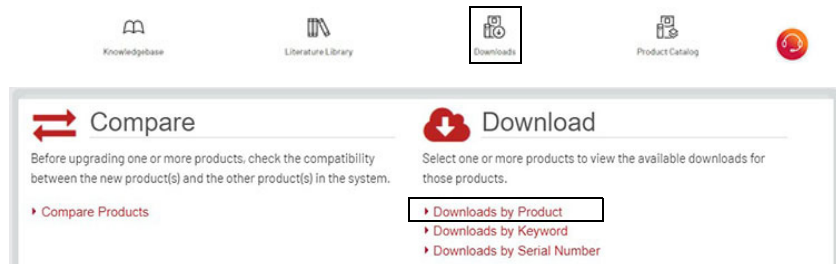 Knowledgebase
Literature Library
Downloads
Product Catalog
Compare
Before upgrading one or more products, check the compatibility
between the new product(s) and the other product(s) in the system.
Compare Products
Download
Select one or more products to view the available downloads for
those products.
Downloads by Product
Downloads by Keyword
Downloads by Serial Number